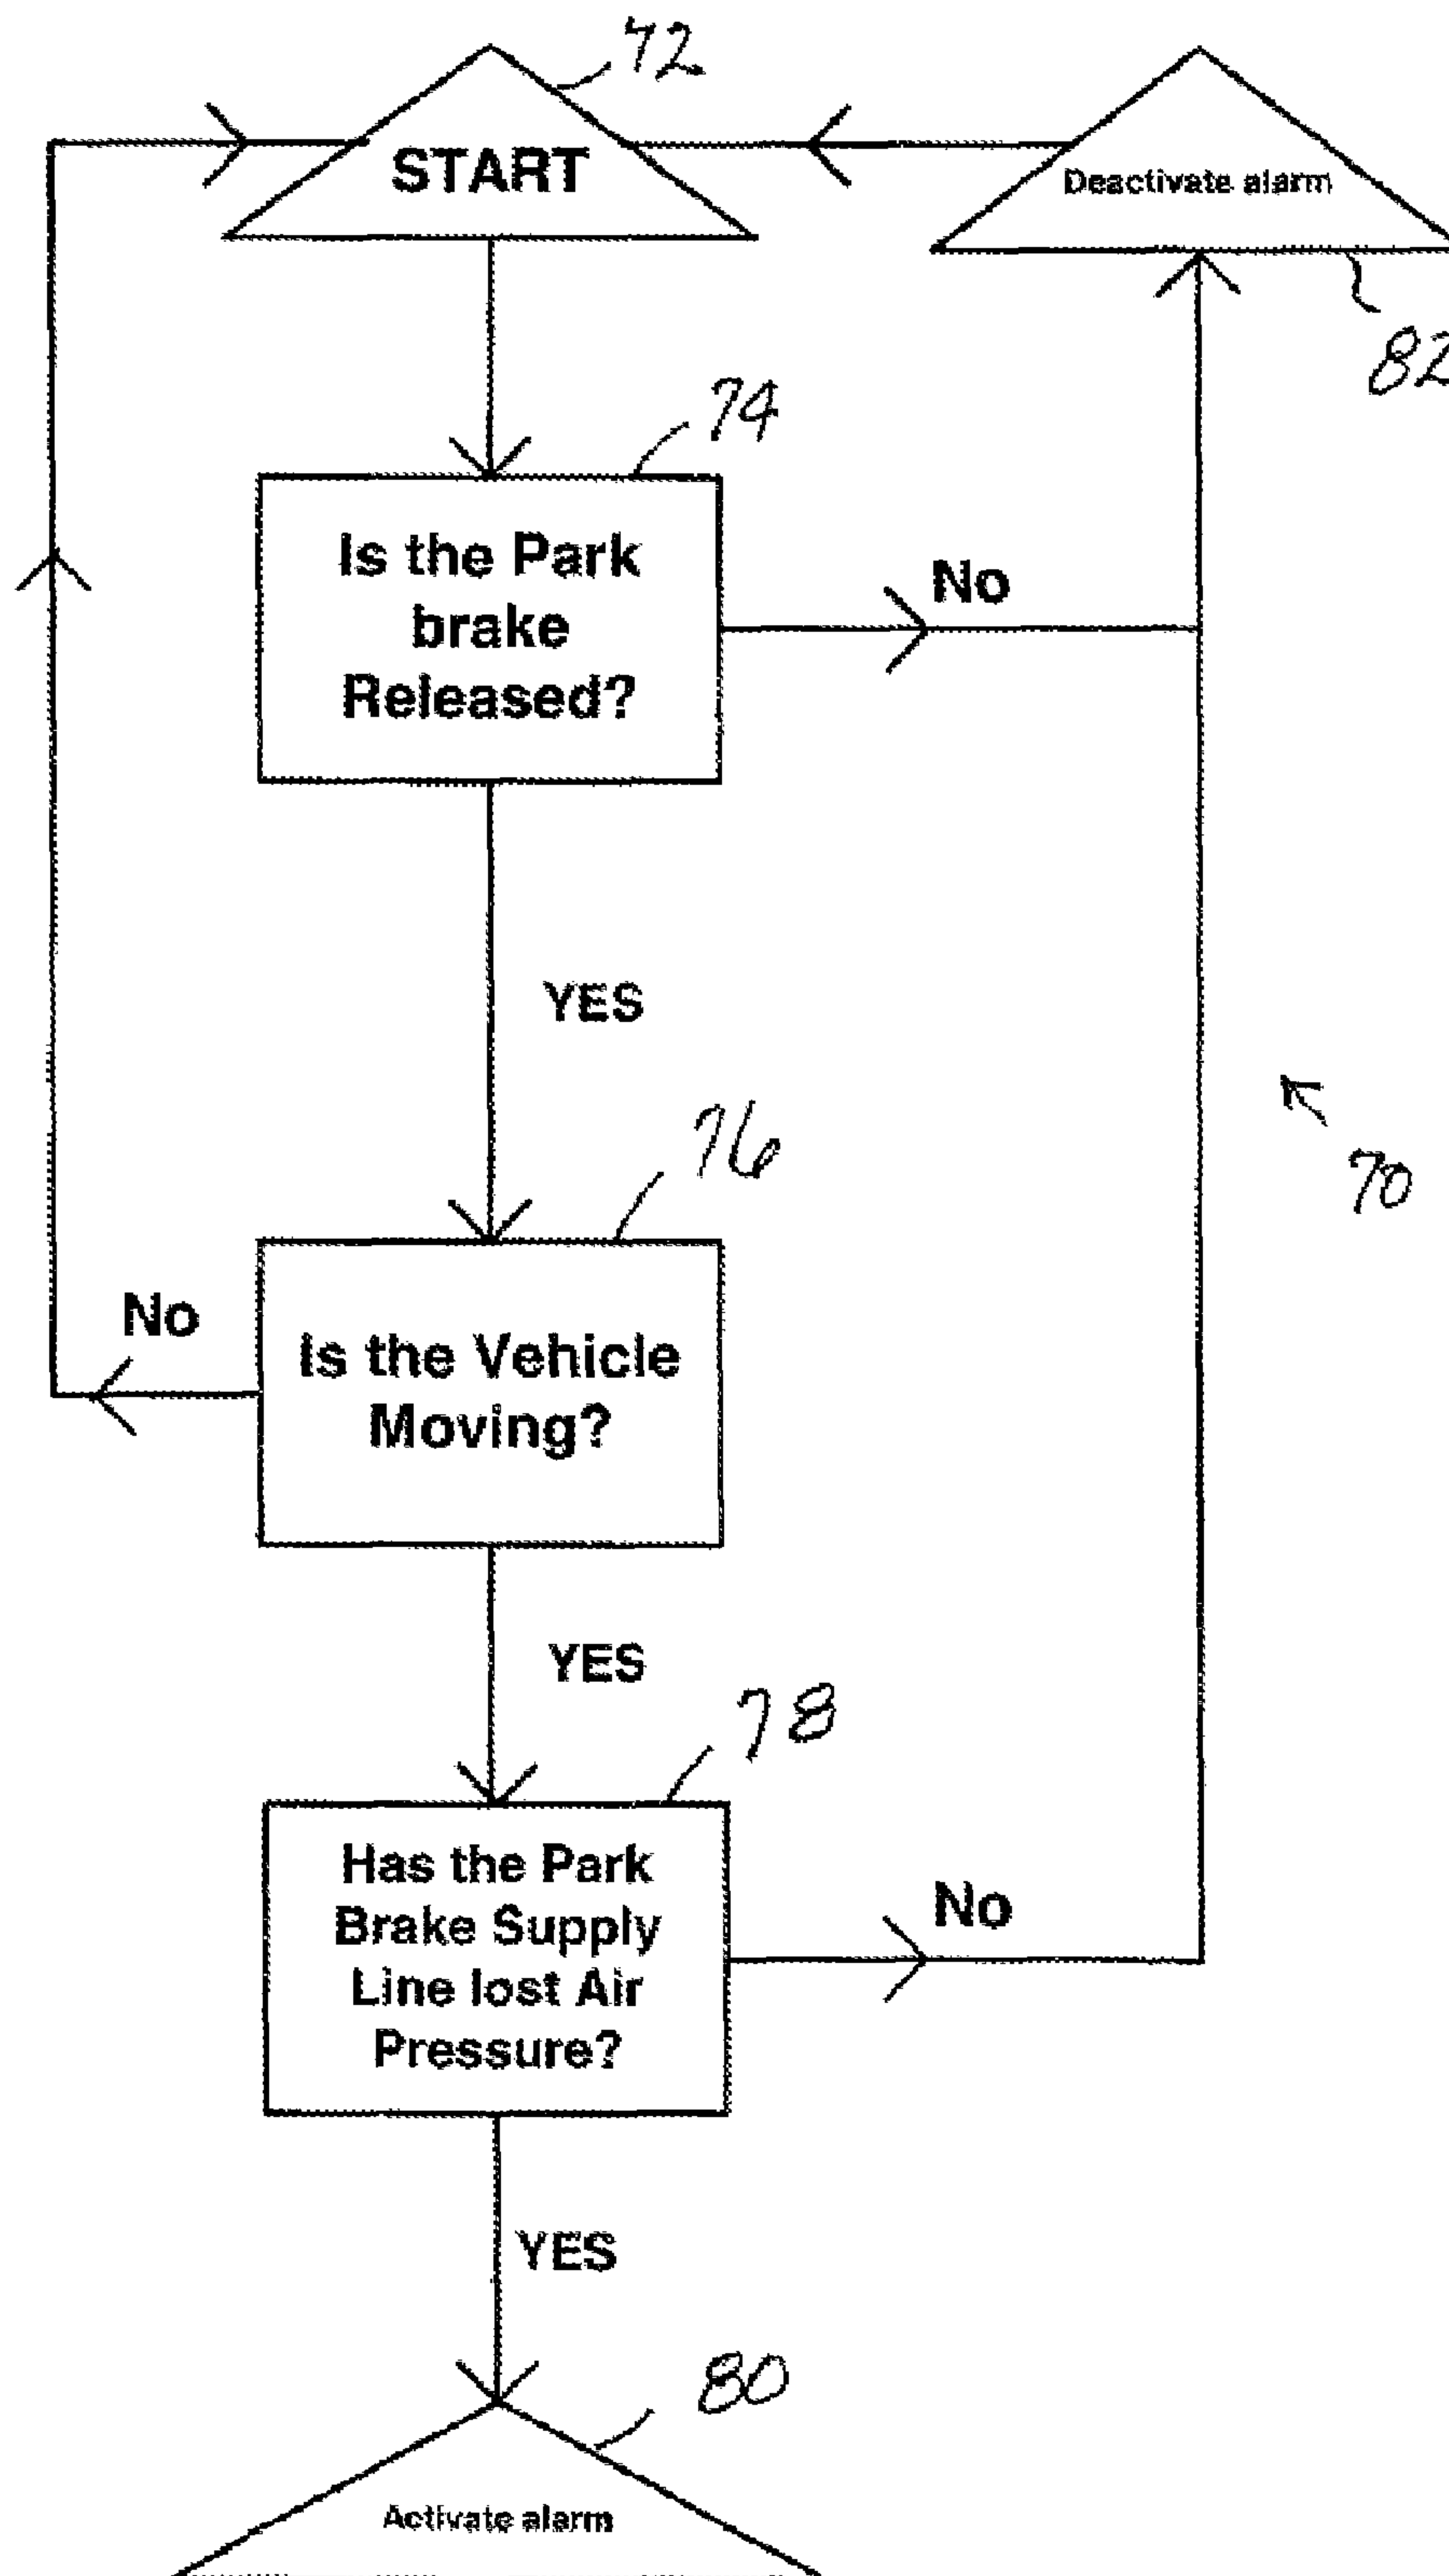 72
START
Deactivate alarm
82
74
Is the Park
brake
Released?
No
YES
76
70
No
Is the Vehicle
Moving?
YES
78
Has the Park
Brake Supply
Line lost Air
Pressure?
No
YES
80
Activate alarm